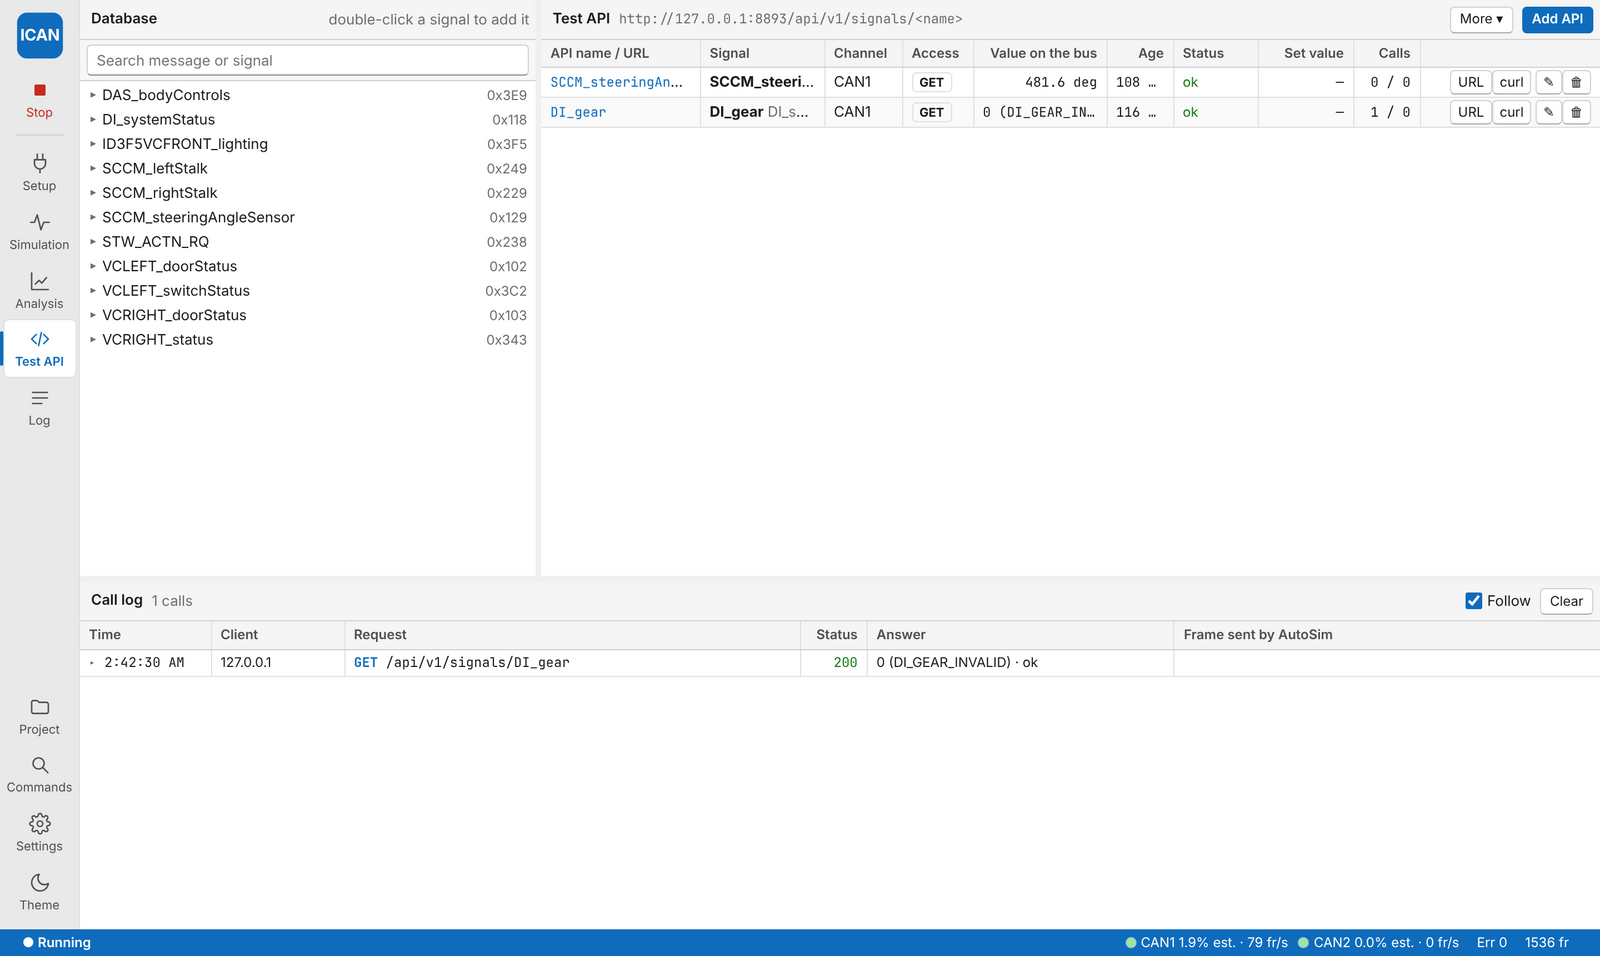 ICAN
Stop
Setup
Simulation
Analysis
Test API
Log
Project
Commands
Settings
Theme
Database
double-click a signal to add it
Search message or signal
DAS_bodyControls 0x3E9
DI_systemStatus 0x118
ID3F5VCFRONT_lighting 0x3F5
SCCM_leftStalk 0x249
SCCM_rightStalk 0x229
SCCM_steeringAngleSensor 0x129
STW_ACTN_RQ 0x238
VCLEFT_doorStatus 0x102
VCLEFT_switchStatus 0x3C2
VCRIGHT_doorStatus 0x103
VCRIGHT_status 0x343
Test API http://127.0.0.1:8893/api/v1/signals/<name> More ▾ Add API
API name / URL Signal Channel Access Value on the bus Age Status Set value Calls
SCCM_steeringAn… SCCM_steeri… CAN1 GET 481.6 deg 108 … ok – 0 / 0 URL curl
DI_gear DI_gear DI_s… CAN1 GET 0 (DI_GEAR_IN… 116 … ok – 1 / 0 URL curl
Call log 1 calls Follow Clear
Time Client Request Status Answer Frame sent by AutoSim
2:42:30 AM 127.0.0.1 GET /api/v1/signals/DI_gear 200 0 (DI_GEAR_INVALID) · ok
Running CAN1 1.9% est. · 79 fr/s CAN2 0.0% est. · 0 fr/s Err 0 1536 fr